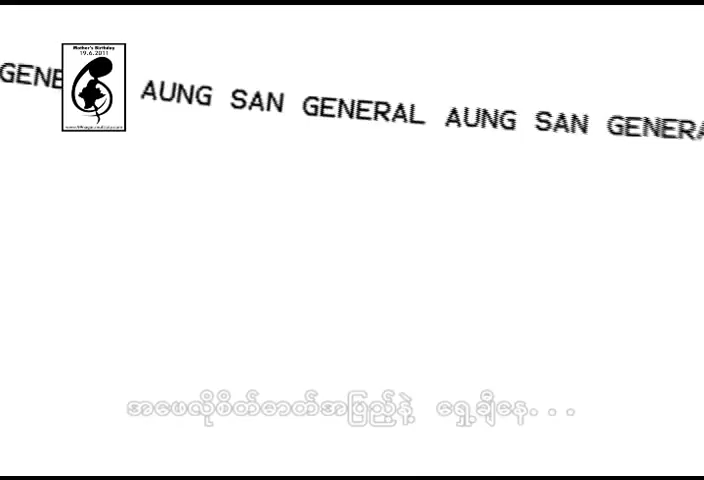 Mother's Birthday
19.6.2011
GENE AUNG SAN GENERAL AUNG SAN GENERA
အဖေလိုစိတ်ဓာတ်အပြည့်နဲ့ ရှေ့ချီနေ...